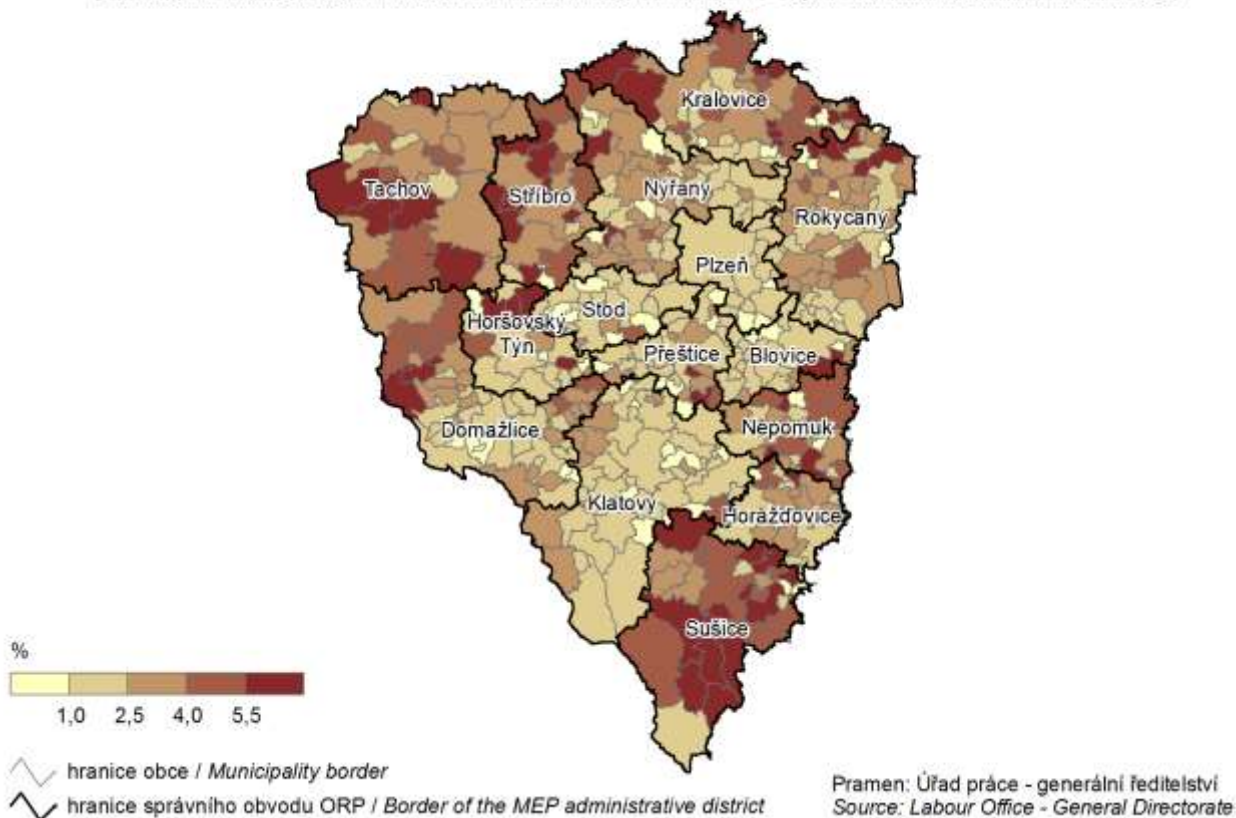 Kralovice
Tachov
Stříbro
Nýřany
Rokycany
Plzeň
Stod
Horšovský
Týn
Přeštice
Blovice
Domažlice
Nepomuk
Klatovy
Horažďovice
Sušice
%
1,0 2,5 4,0 5,5
hranice obce / Municipality border
hranice správního obvodu ORP / Border of the MEP administrative district
Pramen: Úřad práce - generální ředitelství
Source: Labour Office - General Directorate